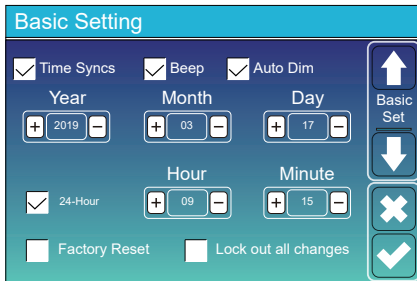 Basic Setting
Time Syncs Beep Auto Dim
Year Month Day
+ 2019 − + 03 − + 17 −
Basic
Set
Hour Minute
24-Hour + 09 − + 15 −
Factory Reset Lock out all changes